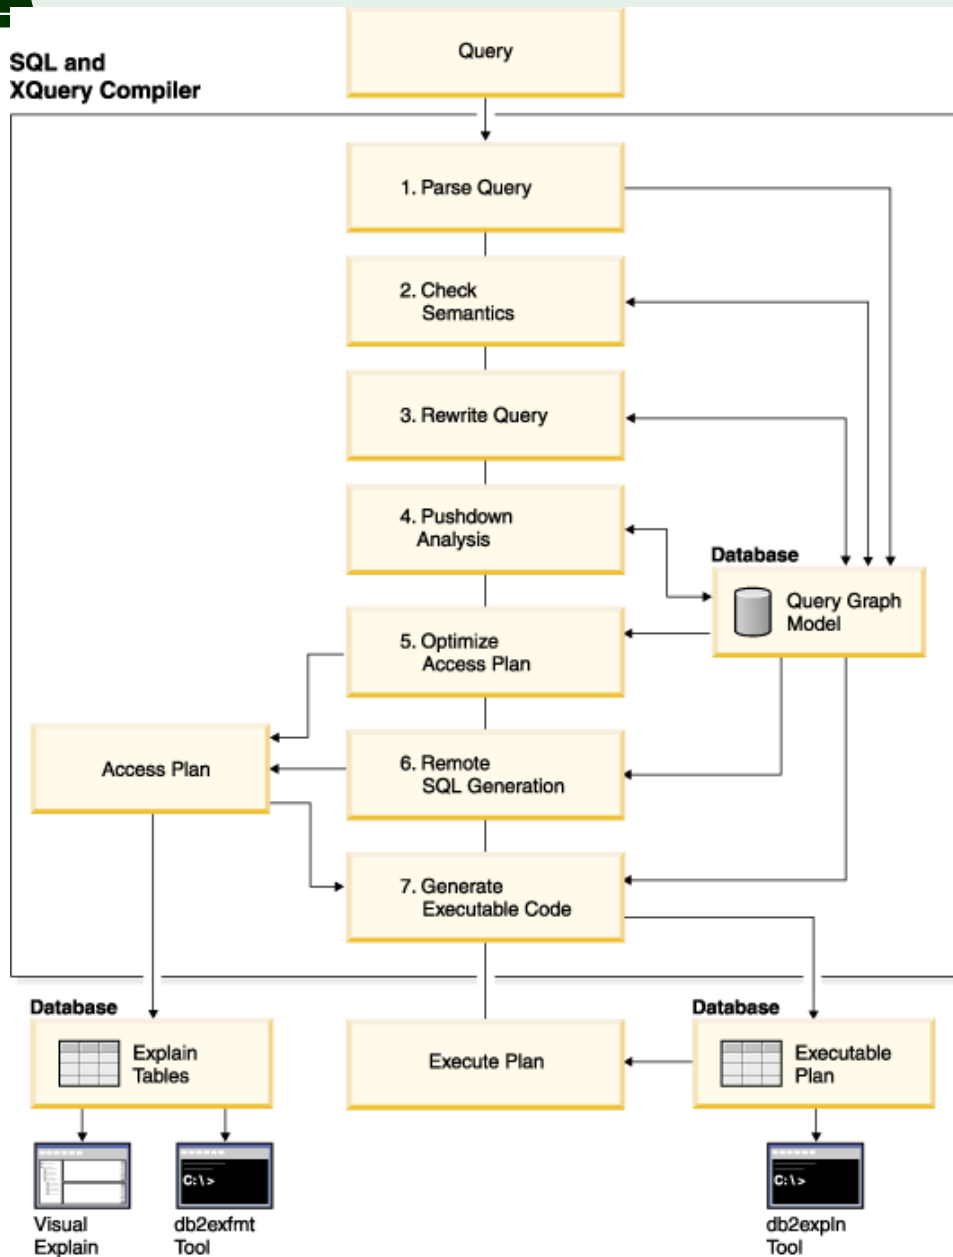 SQL and
XQuery Compiler
Query
1. Parse Query
2. Check
Semantics
3. Rewrite Query
4. Pushdown
Analysis
Database
Query Graph
Model
5. Optimize
Access Plan
Access Plan
6. Remote
SQL Generation
7. Generate
Executable Code
Database
Explain
Tables
Execute Plan
Database
Executable
Plan
C:\>
C:\>
Visual
Explain
db2exfmt
Tool
db2expln
Tool